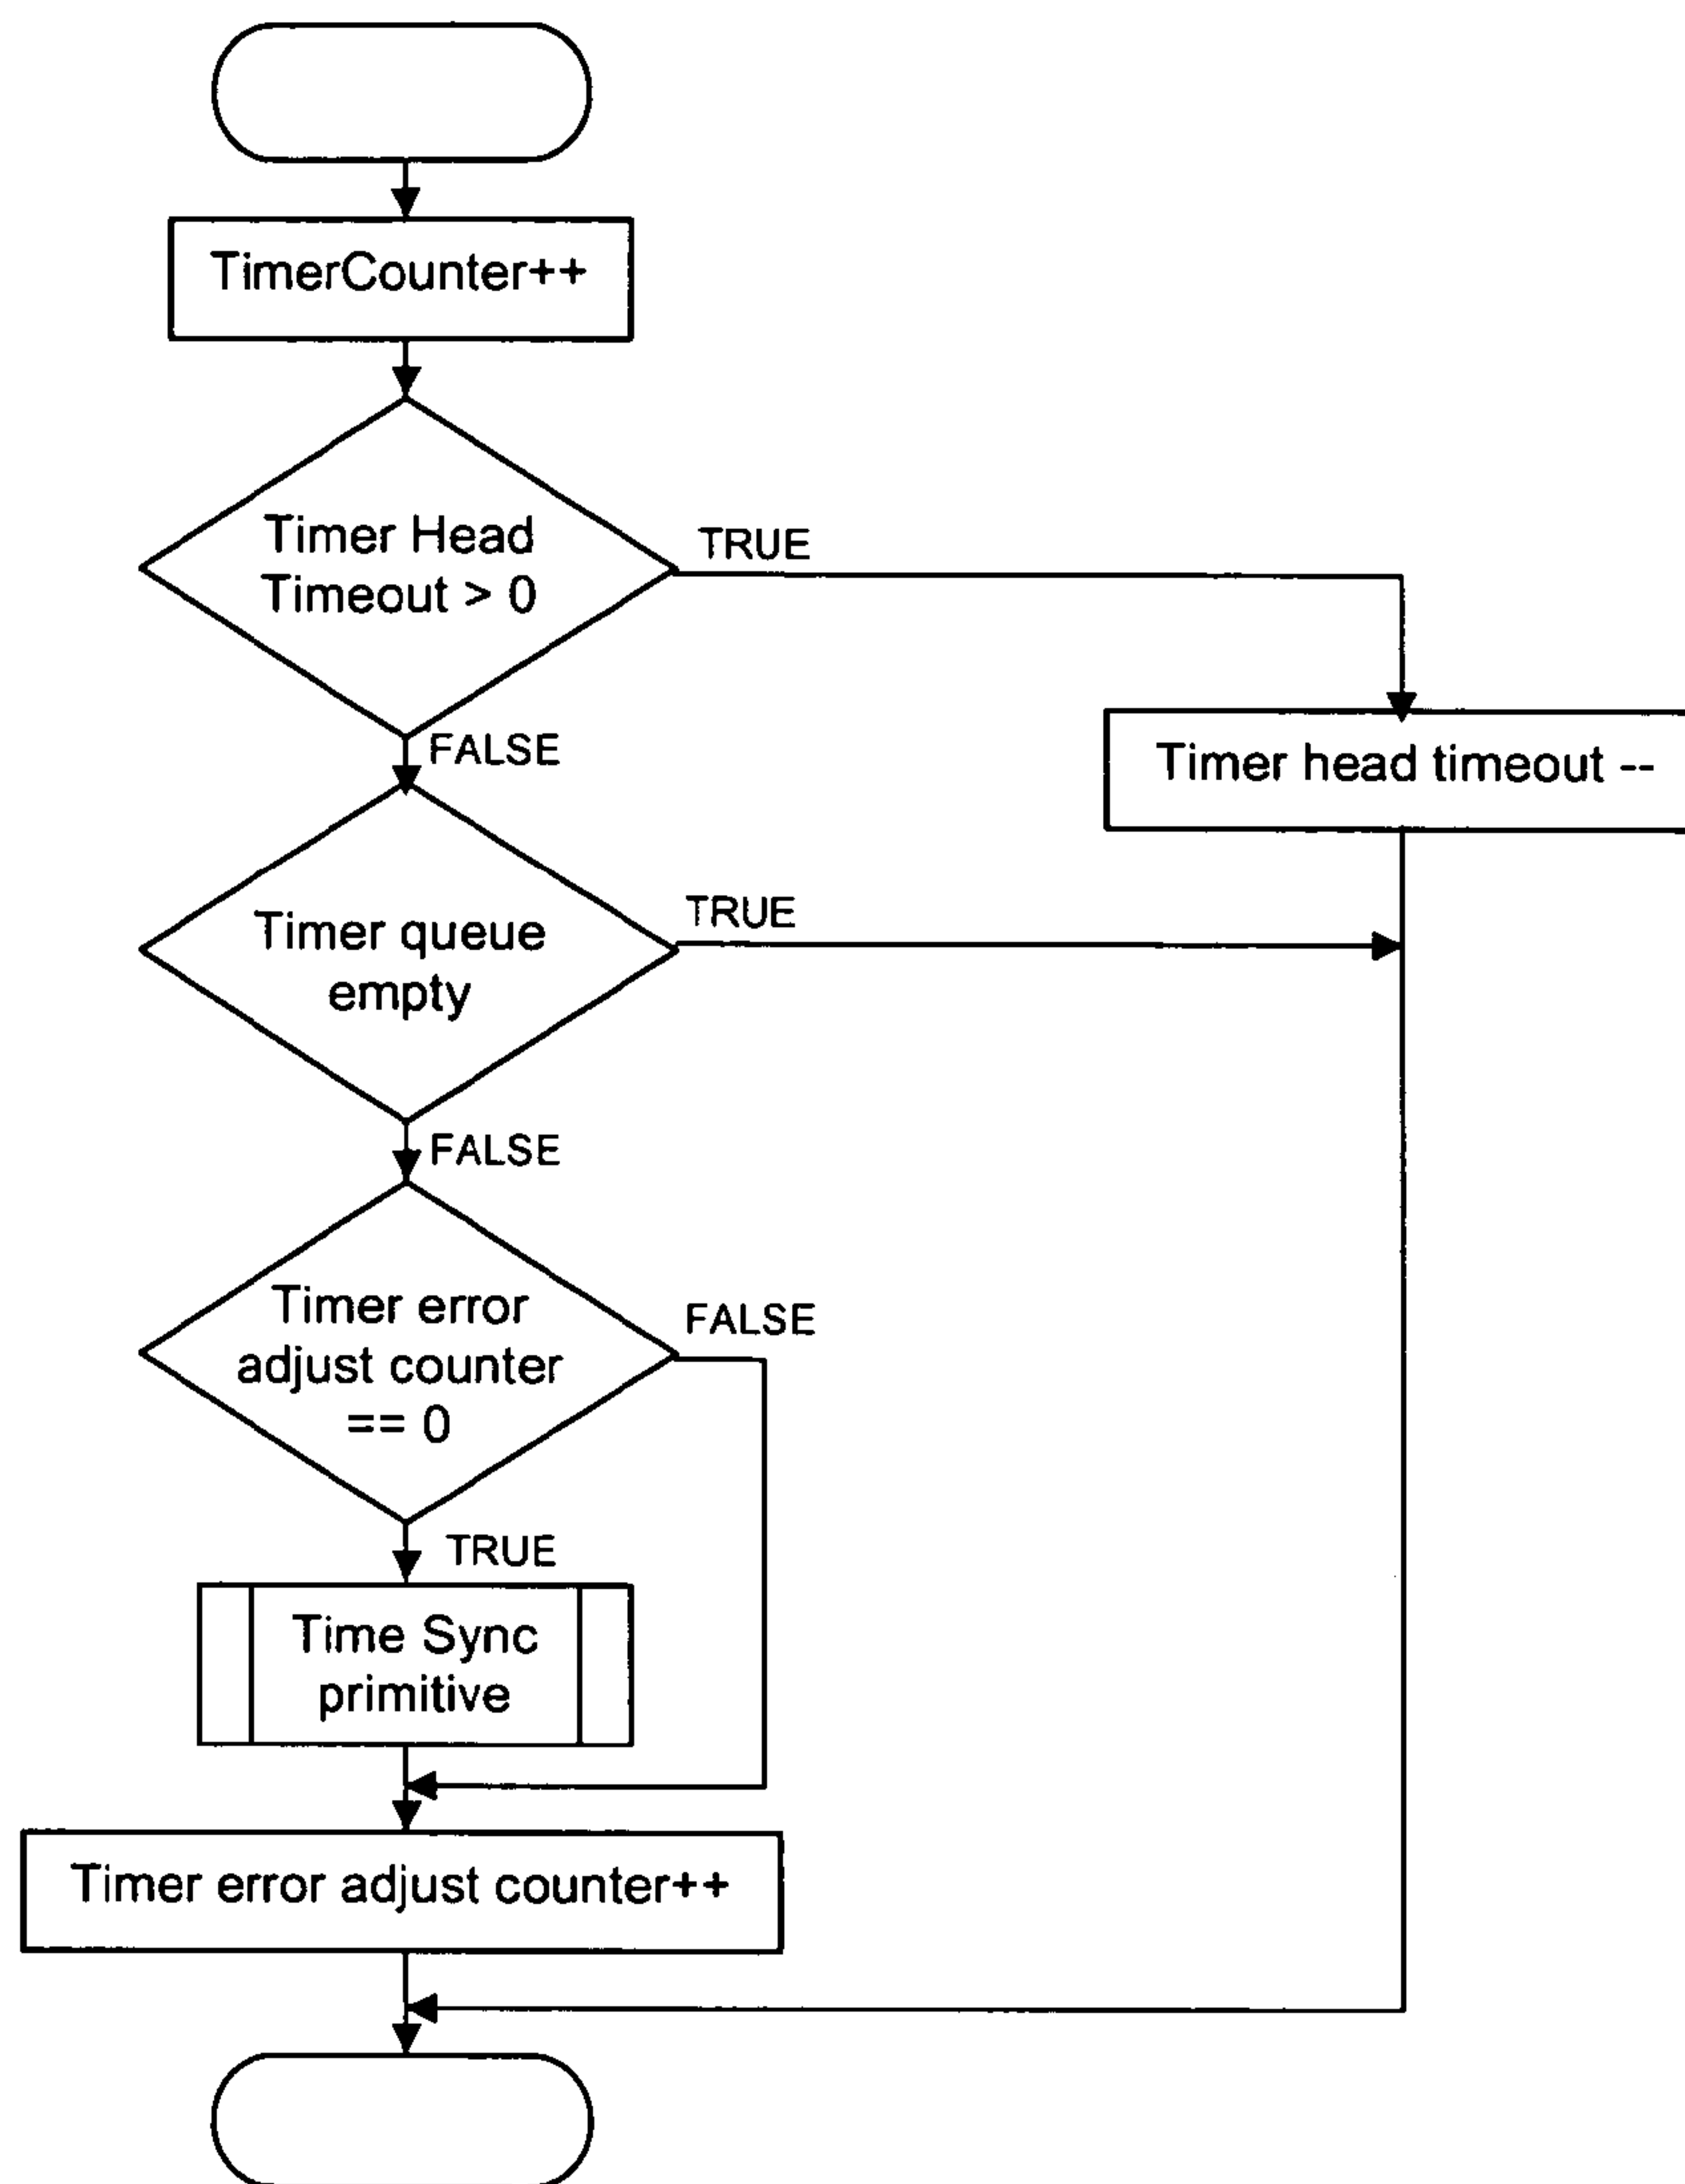 TimerCounter++
Timer Head
Timeout > 0
TRUE
FALSE
Timer head timeout --
Timer queue
empty
TRUE
FALSE
Timer error
adjust counter
== 0
FALSE
TRUE
Time Sync
primitive
Timer error adjust counter++